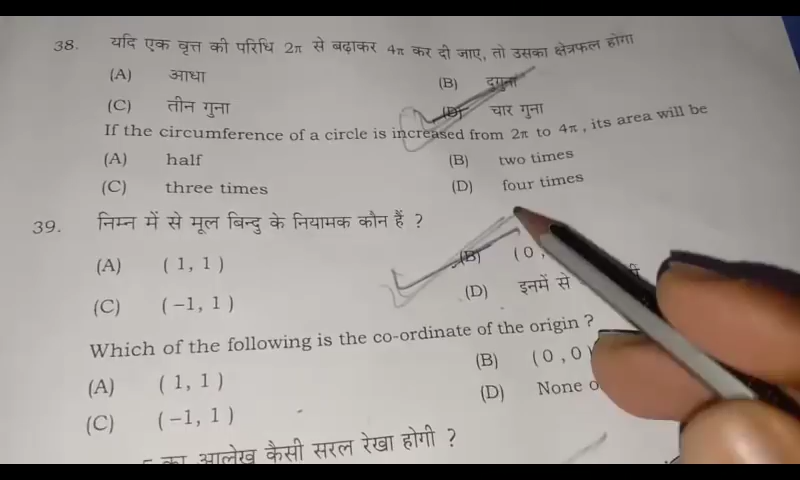 38. यदि एक वृत्त की परिधि 2π से बढ़ाकर 4π कर दी जाए, तो उसका क्षेत्रफल होगा
(A) आधा (B) दुगुना
(C) तीन गुना (D) चार गुना
If the circumference of a circle is increased from 2π to 4π, its area will be
(A) half (B) two times
(C) three times (D) four times
39. निम्न में से मूल बिन्दु के नियामक कौन हैं ?
(A) ( 1, 1 ) (B) ( 0,
(C) ( –1, 1 ) (D) इनमें से
Which of the following is the co-ordinate of the origin ?
(A) ( 1, 1 ) (B) ( 0 , 0 )
(C) ( –1, 1 ) (D) None
का आलेख कैसी सरल रेखा होगी ?